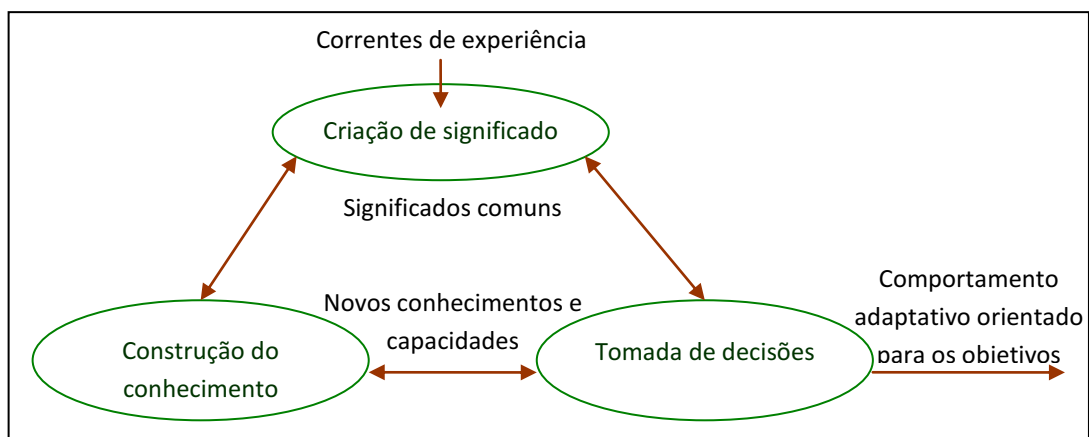 Correntes de experiência
Criação de significado
Significados comuns
Novos conhecimentos e
capacidades
Construção do
conhecimento
Tomada de decisões
Comportamento
adaptativo orientado
para os objetivos